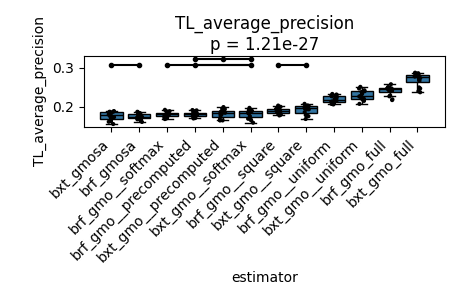 TL_average_precision
p = 1.21e-27
TL_average_precision
0.3
0.2
bxt_gmosa
brf_gmosa
brf_gmo__softmax
brf_gmo__precomputed
bxt_gmo__precomputed
bxt_gmo__softmax
brf_gmo__square
bxt_gmo__square
brf_gmo__uniform
bxt_gmo__uniform
brf_gmo_full
bxt_gmo_full
estimator